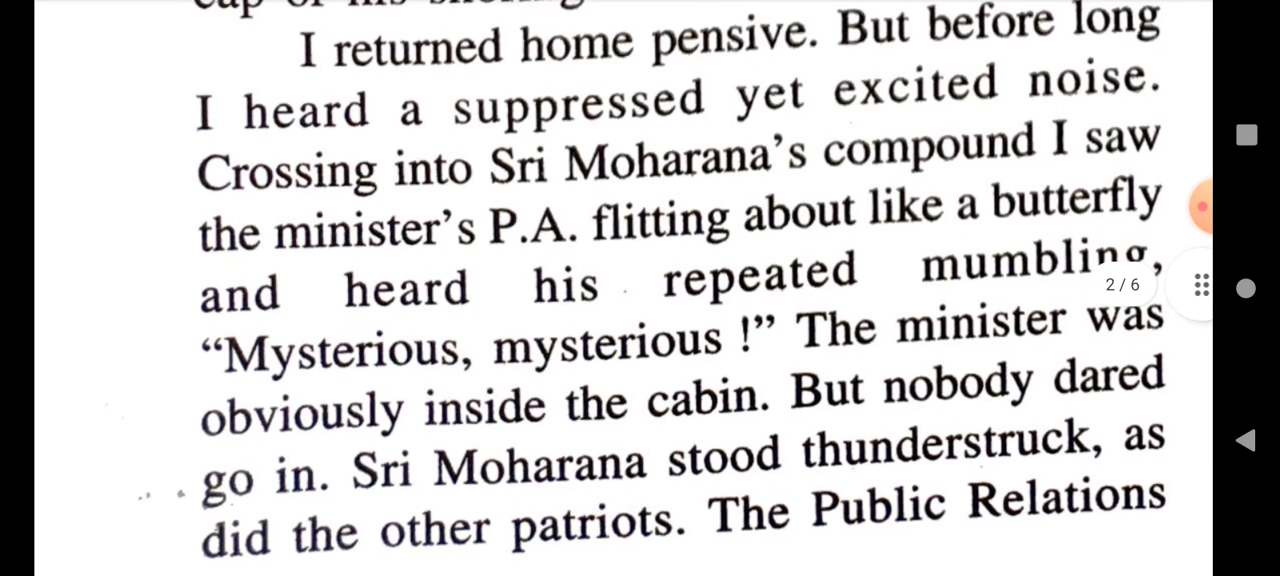 I returned home pensive. But before long
I heard a suppressed yet excited noise.
Crossing into Sri Moharana's compound I saw
the minister's P.A. flitting about like a butterfly
and heard his repeated mumbling,
2/6
"Mysterious, mysterious !" The minister was
obviously inside the cabin. But nobody dared
go in. Sri Moharana stood thunderstruck, as
did the other patriots. The Public Relations